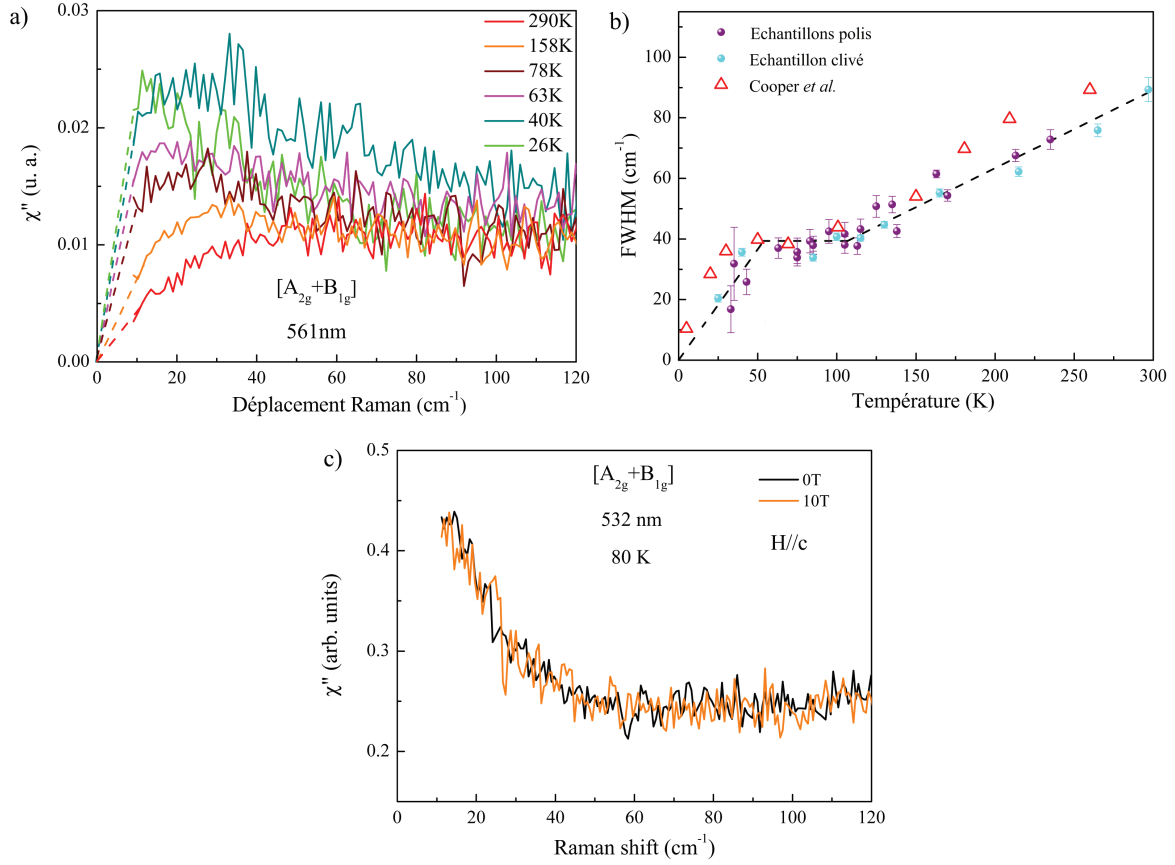 a)
290K
158K
78K
63K
40K
26K
[A2g+B1g]
561nm
χ" (u. a.)
0.03
0.02
0.01
0.00
0 20 40 60 80 100 120
Déplacement Raman (cm-1)
b)
Echantillons polis
Echantillon clivé
Cooper et al.
FWHM (cm-1)
100
80
60
40
20
0
0 50 100 150 200 250 300
Température (K)
c)
[A2g+B1g]
532 nm
80 K
0T
10T
H//c
χ" (arb. units)
0.5
0.4
0.3
0.2
0 20 40 60 80 100 120
Raman shift (cm-1)